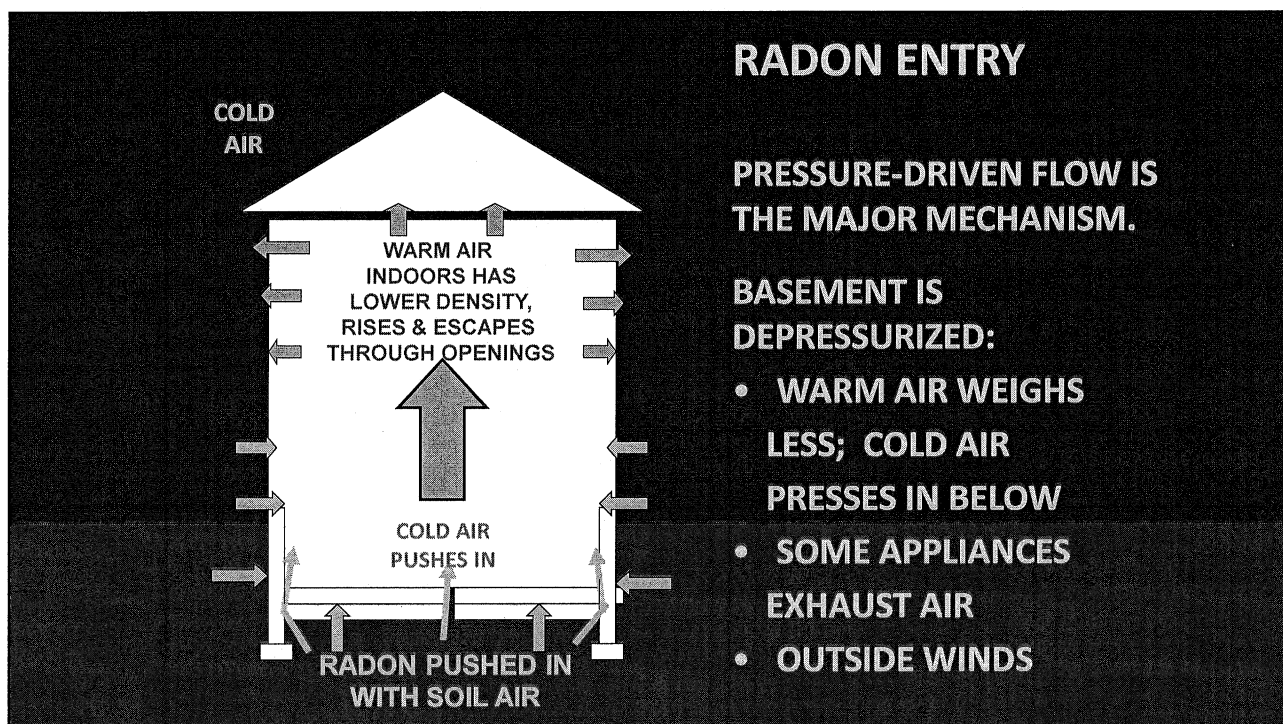 RADON ENTRY
COLD
AIR
WARM AIR
INDOORS HAS
LOWER DENSITY,
RISES & ESCAPES
THROUGH OPENINGS
COLD AIR
PUSHES IN
RADON PUSHED IN
WITH SOIL AIR
PRESSURE-DRIVEN FLOW IS
THE MAJOR MECHANISM.
BASEMENT IS
DEPRESSURIZED:
• WARM AIR WEIGHS
LESS; COLD AIR
PRESSES IN BELOW
• SOME APPLIANCES
EXHAUST AIR
• OUTSIDE WINDS